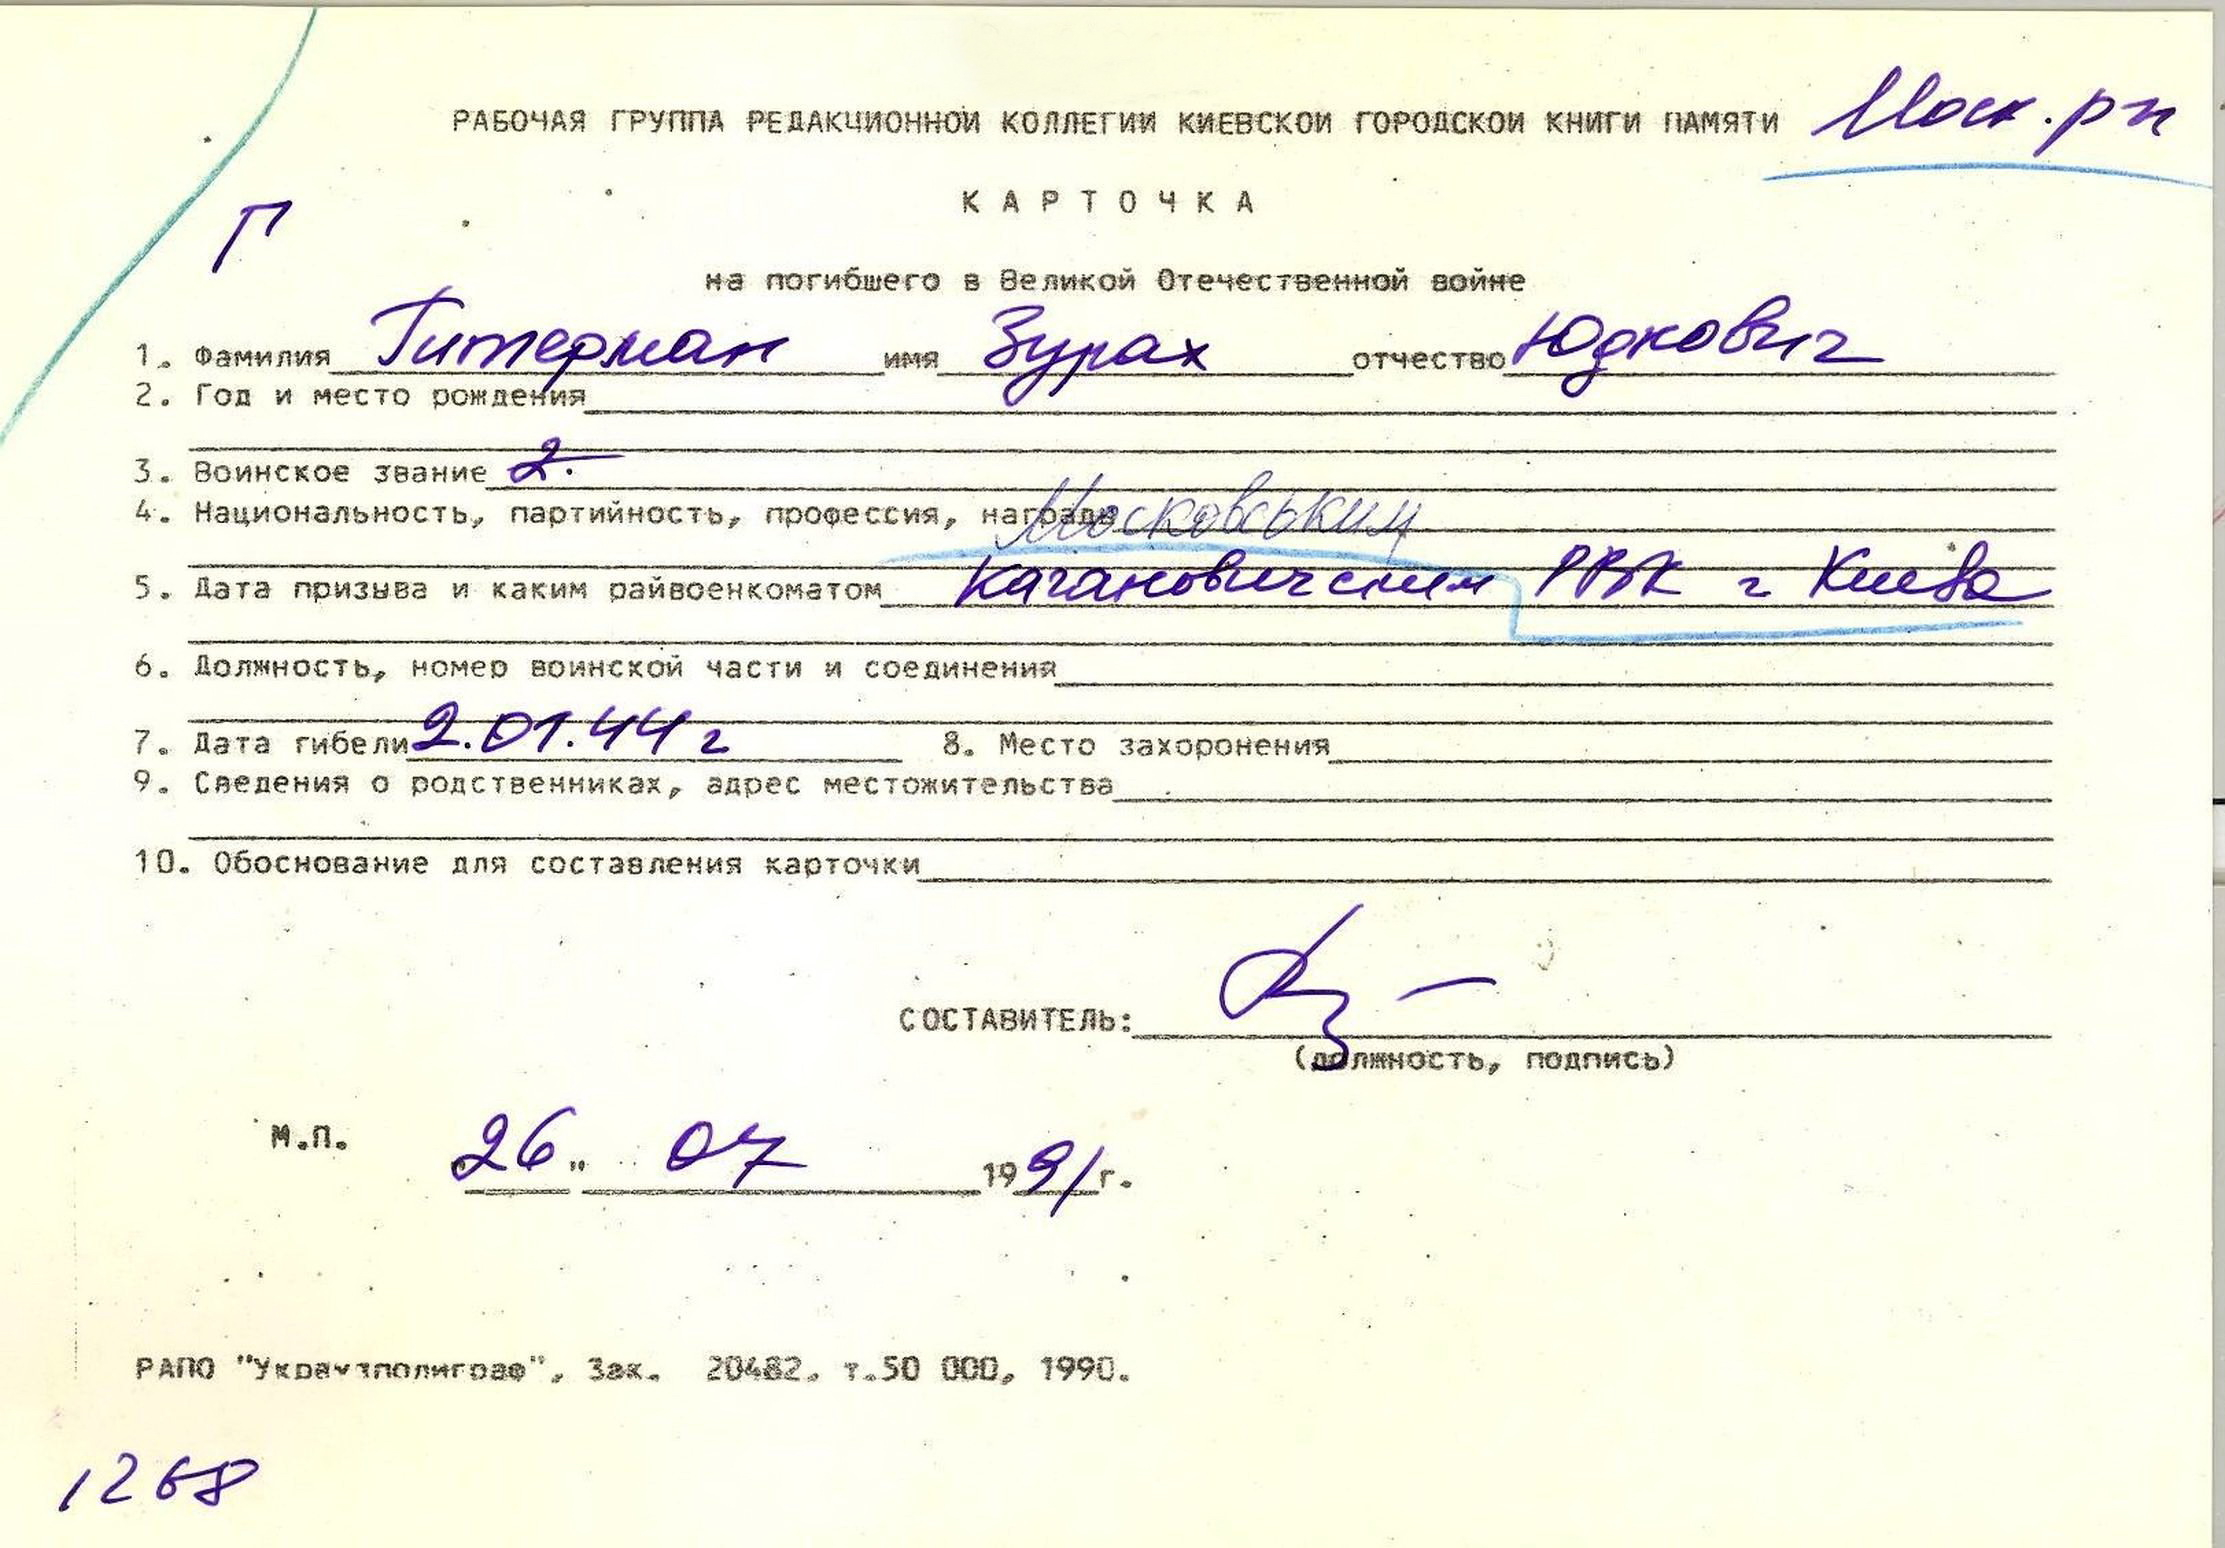 РАБОЧАЯ ГРУППА РЕДАКЦИОННОЙ КОЛЛЕГИИ КИЕВСКОЙ ГОРОДСКОЙ КНИГИ ПАМЯТИ Моск. рн
КАРТОЧКА
Г
на погибшего в Великой Отечественной войне
1. Фамилия Гитерман имя Зурах отчество Юдкович
2. Год и место рождения
3. Воинское звание 2.
4. Национальность, партийность, профессия, награды
Московським
5. Дата призыва и каким райвоенкоматом Кагановичским РВК г Киева
6. Должность, номер воинской части и соединения
7. Дата гибели 2.01.44 г 8. Место захоронения
9. Сведения о родственниках, адрес местожительства
10. Обоснование для составления карточки
СОСТАВИТЕЛЬ:
(должность, подпись)
М.П. "26" 07 1991 г.
РАПО "Укрвузполиграф", Зак. 20482. т.50 000, 1990.
1268